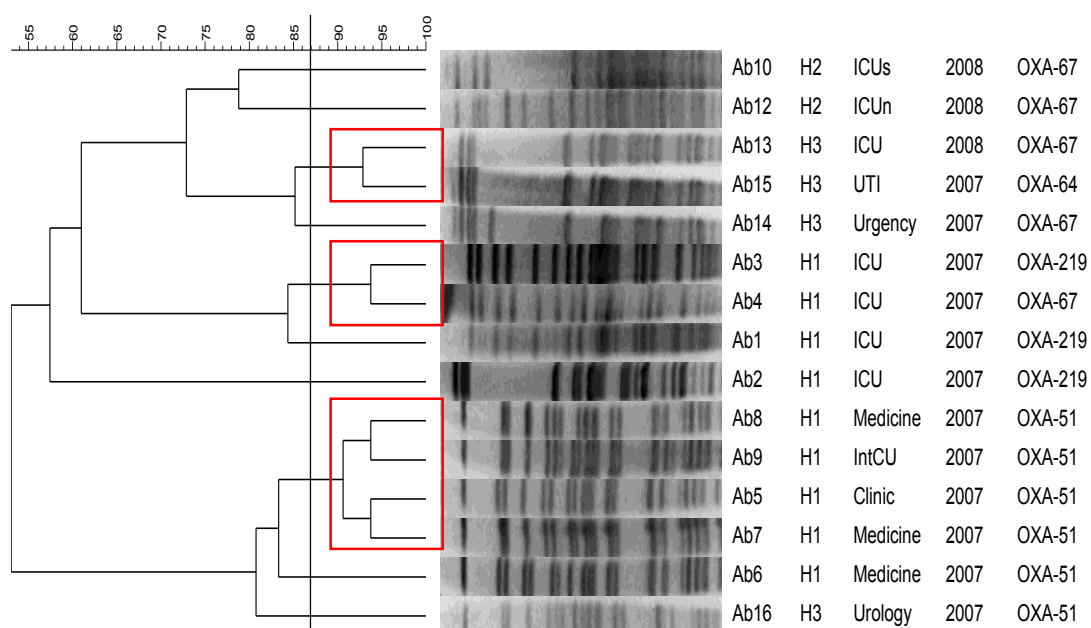 55 60 65 70 75 80 85 90 95 100
Ab10 H2 ICUs 2008 OXA-67
Ab12 H2 ICUn 2008 OXA-67
Ab13 H3 ICU 2008 OXA-67
Ab15 H3 UTI 2007 OXA-64
Ab14 H3 Urgency 2007 OXA-67
Ab3 H1 ICU 2007 OXA-219
Ab4 H1 ICU 2007 OXA-67
Ab1 H1 ICU 2007 OXA-219
Ab2 H1 ICU 2007 OXA-219
Ab8 H1 Medicine 2007 OXA-51
Ab9 H1 IntCU 2007 OXA-51
Ab5 H1 Clinic 2007 OXA-51
Ab7 H1 Medicine 2007 OXA-51
Ab6 H1 Medicine 2007 OXA-51
Ab16 H3 Urology 2007 OXA-51